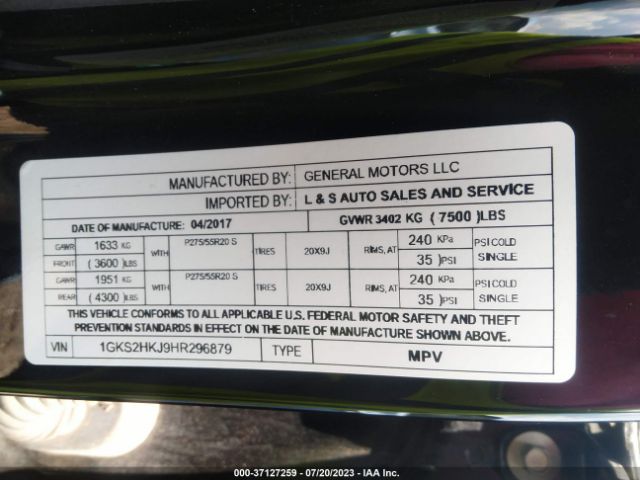 MANUFACTURED BY: GENERAL MOTORS LLC
IMPORTED BY: L & S AUTO SALES AND SERVICE
DATE OF MANUFACTURE: 04/2017 GVWR 3402 KG ( 7500 )LBS
GAWR 1633 KG WITH P275/55R20 S TIRES 20X9J RIMS, AT 240 KPa PSI COLD
FRONT ( 3600 )LBS 35 )PSI SINGLE
GAWR 1951 KG WITH P275/55R20 S TIRES 20X9J RIMS, AT 240 KPa PSI COLD
REAR ( 4300 )LBS 35 )PSI SINGLE
THIS VEHICLE CONFORMS TO ALL APPLICABLE U.S. FEDERAL MOTOR SAFETY AND THEFT
PREVENTION STANDARDS IN EFFECT ON THE DATE OF MANUFACTURE SHOWN ABOVE.
VIN 1GKS2HKJ9HR296879 TYPE MPV
000-37127259 - 07/20/2023 - IAA Inc.